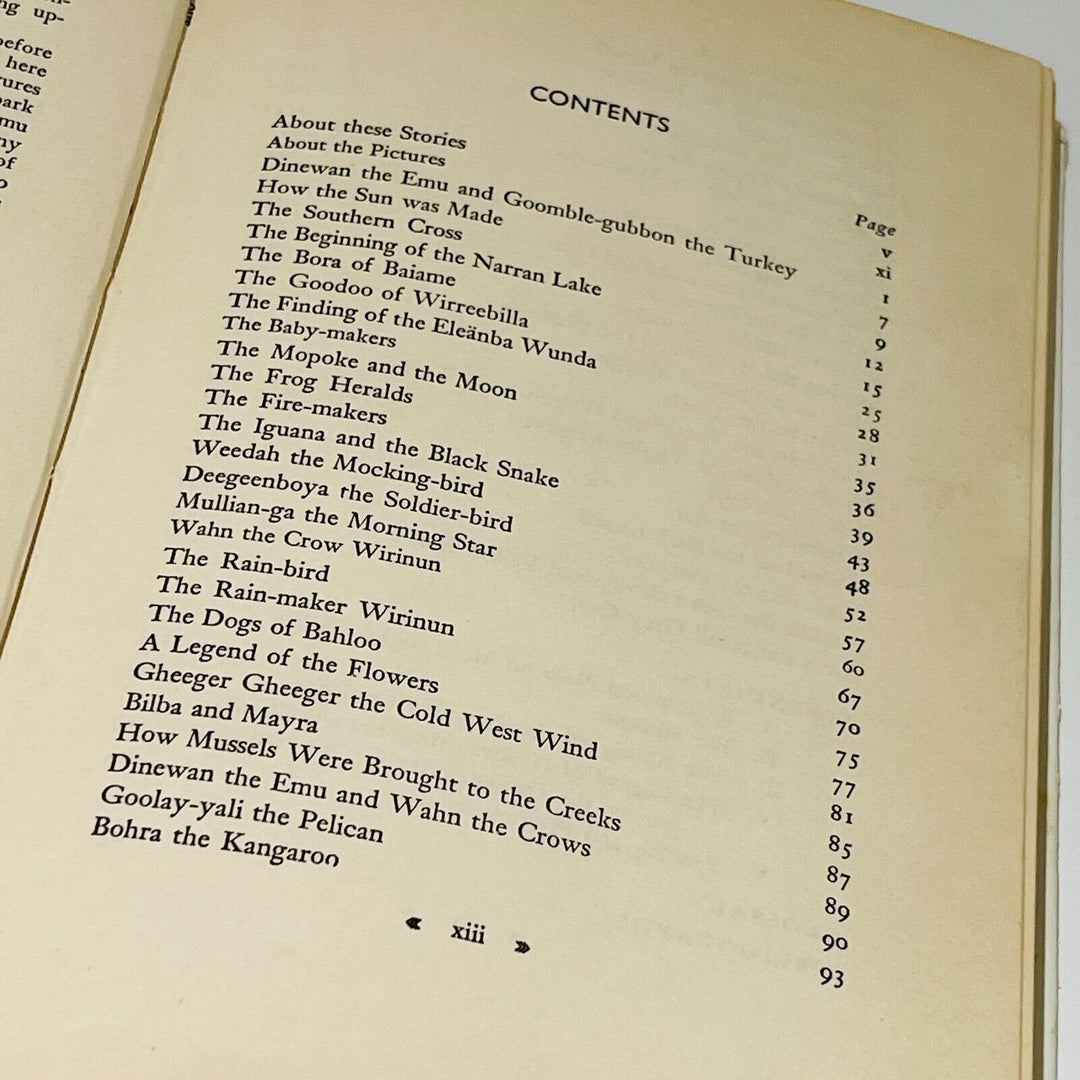 up-
here
of
CONTENTS
Page
About these Stories v
About the Pictures xi
Dinewan the Emu and Goomble-gubbon the Turkey 1
How the Sun was Made 7
The Southern Cross 9
The Beginning of the Narran Lake 12
The Bora of Baiame 15
The Goodoo of Wirreebilla 25
The Finding of the Eleänba Wunda 28
The Baby-makers 31
The Mopoke and the Moon 35
The Frog Heralds 36
The Fire-makers 39
The Iguana and the Black Snake 43
Weedah the Mocking-bird 48
Deegeenboya the Soldier-bird 52
Mullian-ga the Morning Star 57
Wahn the Crow Wirinun 60
The Rain-bird 67
The Rain-maker Wirinun 70
The Dogs of Bahloo 75
A Legend of the Flowers 77
Gheeger Gheeger the Cold West Wind 81
Bilba and Mayra 85
How Mussels Were Brought to the Creeks 87
Dinewan the Emu and Wahn the Crows 89
Goolay-yali the Pelican 90
Bohra the Kangaroo 93
« xiii »